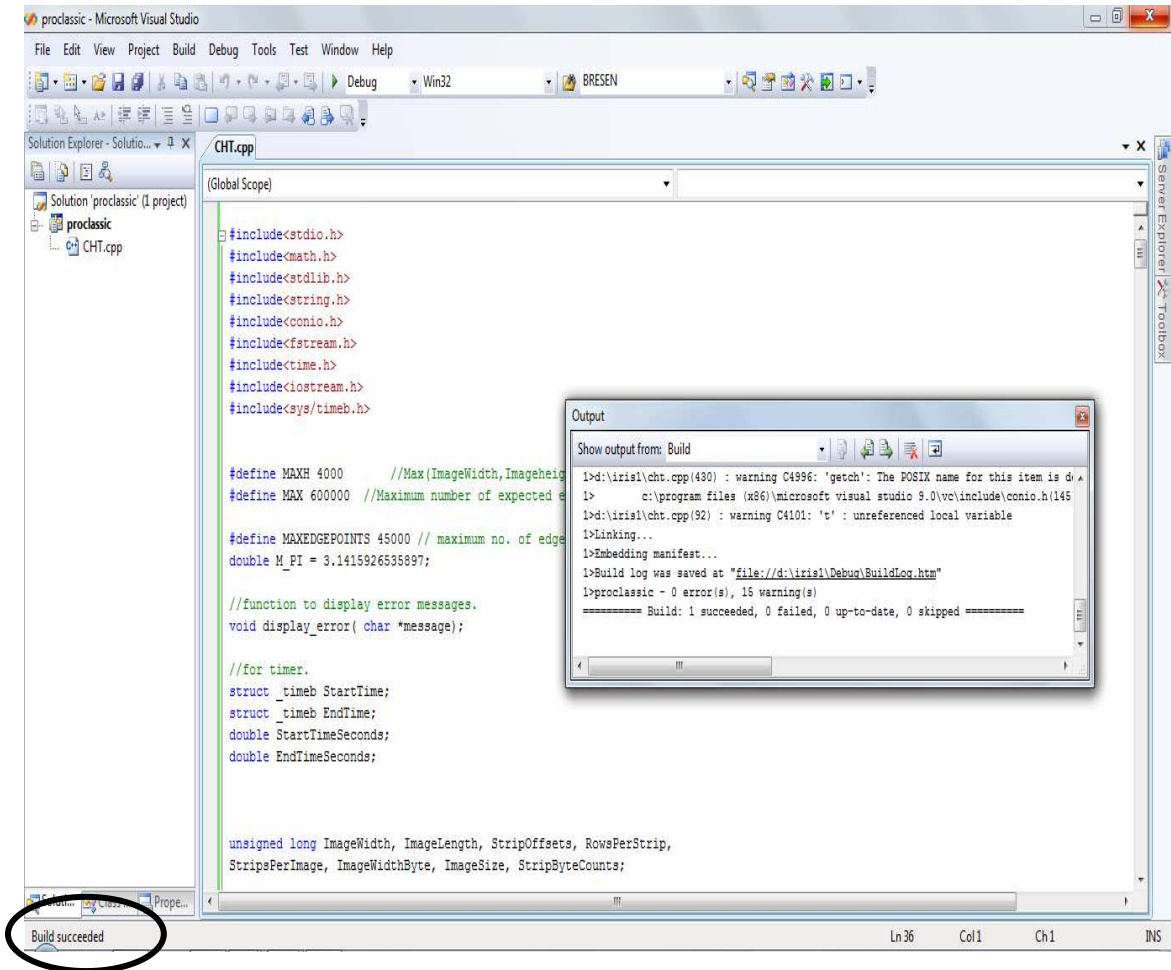 proclassic - Microsoft Visual Studio
File Edit View Project Build Debug Tools Test Window Help
Debug Win32 BRESEN
Solution Explorer - Solutio...
CHT.cpp
(Global Scope)
Solution 'proclassic' (1 project)
proclassic
CHT.cpp
#include<stdio.h>
#include<math.h>
#include<stdlib.h>
#include<string.h>
#include<conio.h>
#include<fstream.h>
#include<time.h>
#include<iostream.h>
#include<sys/timeb.h>
#define MAXH 4000 //Max(ImageWidth,Imageheig
#define MAX 600000 //Maximum number of expected e
#define MAXEDGEPOINTS 45000 // maximum no. of edge
double M_PI = 3.1415926535897;
//function to display error messages.
void display_error( char *message);
//for timer.
struct _timeb StartTime;
struct _timeb EndTime;
double StartTimeSeconds;
double EndTimeSeconds;
unsigned long ImageWidth, ImageLength, StripOffsets, RowsPerStrip,
StripsPerImage, ImageWidthByte, ImageSize, StripByteCounts;
Output
Show output from: Build
1>d:\iris1\cht.cpp(430) : warning C4996: 'getch': The POSIX name for this item is d
1> c:\program files (x86)\microsoft visual studio 9.0\vc\include\conio.h(145
1>d:\iris1\cht.cpp(92) : warning C4101: 't' : unreferenced local variable
1>Linking...
1>Embedding manifest...
1>Build log was saved at "file://d:\iris1\Debug\BuildLog.htm"
1>proclassic - 0 error(s), 15 warning(s)
========== Build: 1 succeeded, 0 failed, 0 up-to-date, 0 skipped ==========
Server Explorer
Toolbox
Prope...
Build succeeded
Ln 36 Col 1 Ch 1 INS